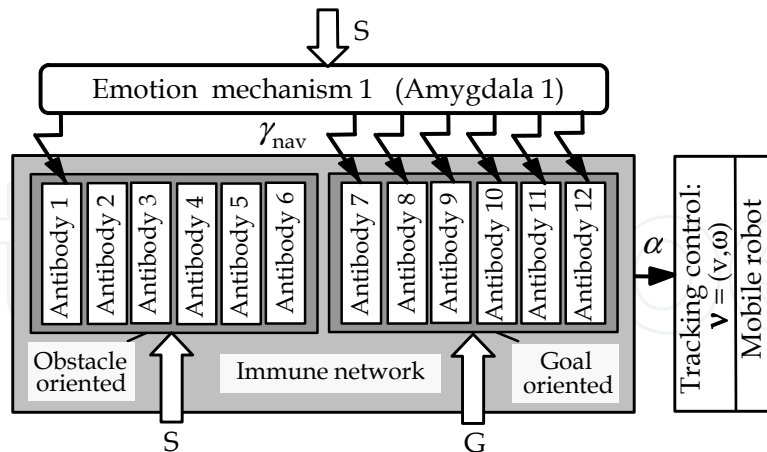 S
Emotion mechanism 1 (Amygdala 1)
γnav
Antibody 1
Antibody 2
Antibody 3
Antibody 4
Antibody 5
Antibody 6
Antibody 7
Antibody 8
Antibody 9
Antibody 10
Antibody 11
Antibody 12
Obstacle
oriented
Immune network
Goal
oriented
S
G
α
Tracking control:
ν = (v,ω)
Mobile robot